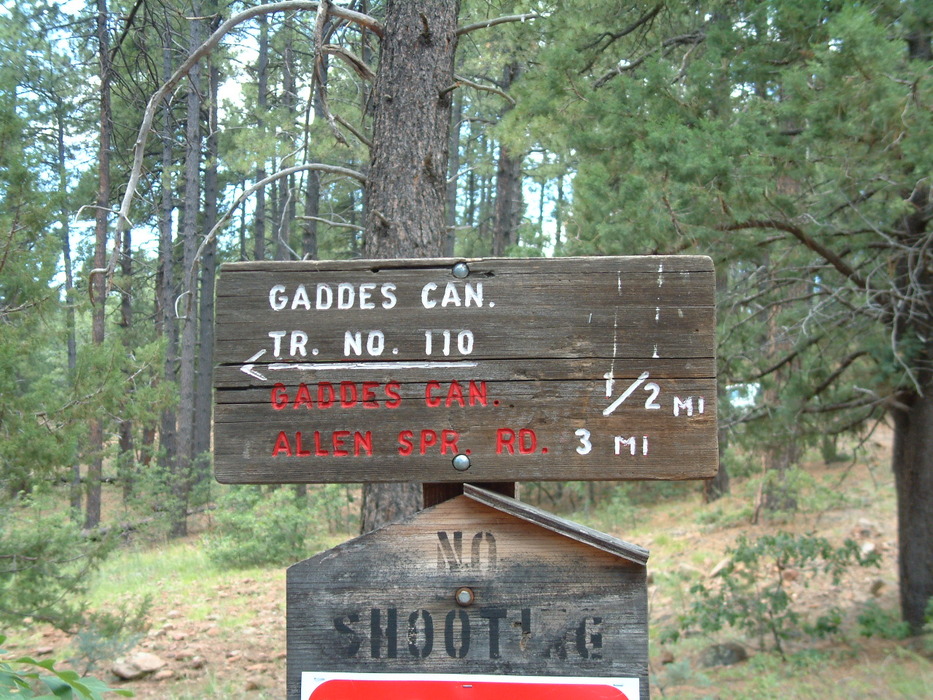 GADDES CAN.
TR. NO. 110
GADDES CAN. 1/2 MI
ALLEN SPR. RD. 3 MI
NO
SHOOTING